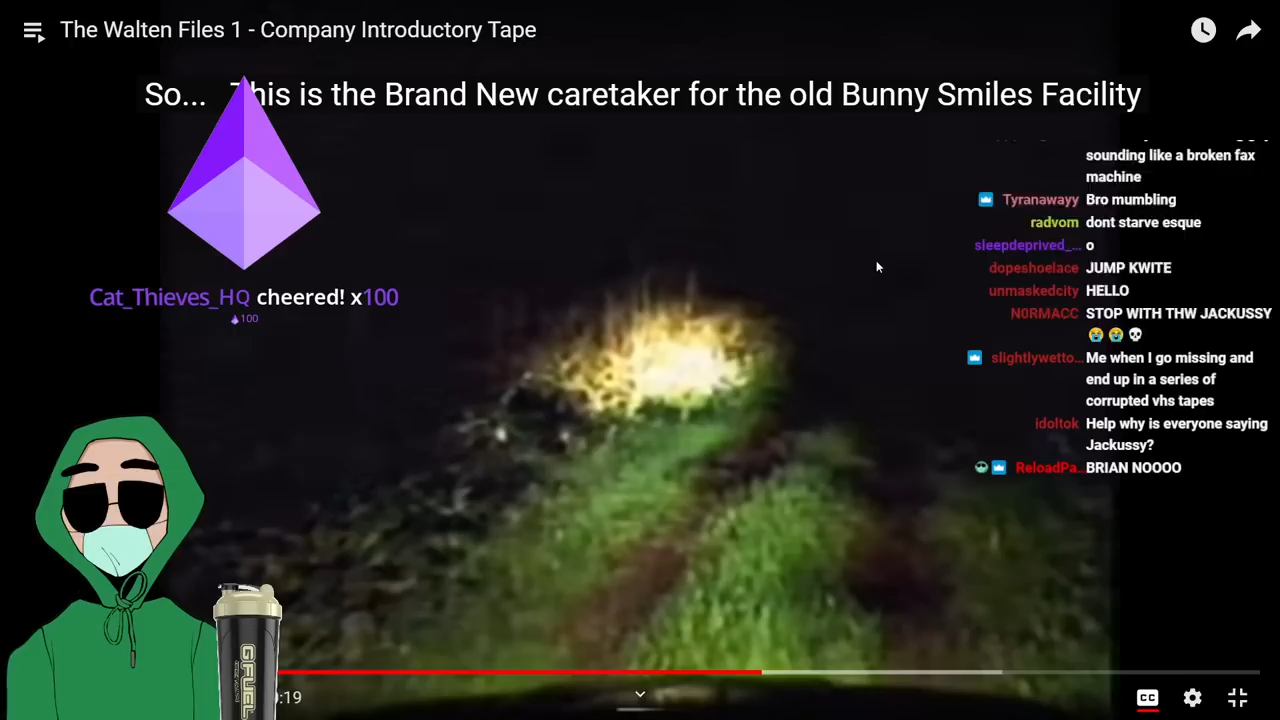 The Walten Files 1 - Company Introductory Tape
So... This is the Brand New caretaker for the old Bunny Smiles Facility
Cat_Thieves_HQ cheered! x100
100
sounding like a broken fax
machine
Tyranawayy Bro mumbling
radvom dont starve esque
sleepdeprived_... o
dopeshoelace JUMP KWITE
unmaskedcity HELLO
N0RMACC STOP WITH THW JACKUSSY
😭 😭 💀
slightlywetto... Me when I go missing and
end up in a series of
corrupted vhs tapes
idoltok Help why is everyone saying
Jackussy?
ReloadPa... BRIAN NOOOO
GFUEL
:19
CC